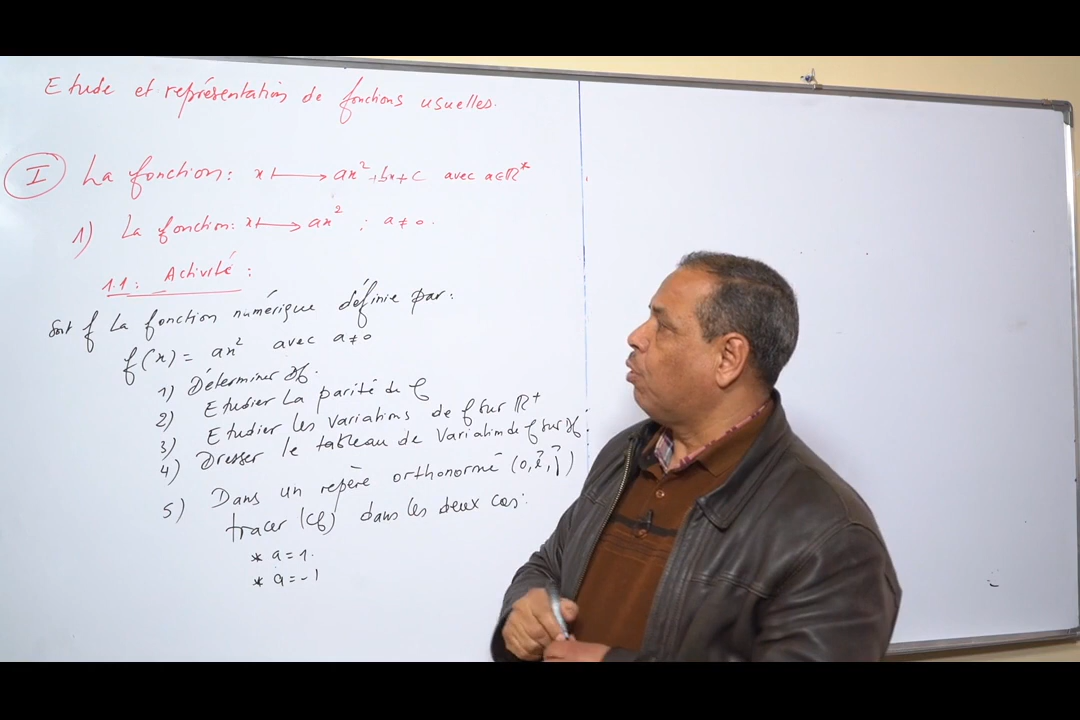 Etude et représentation de fonctions usuelles.
I La fonction: x ⟼ ax²+bx+c avec a∈ℝ*
1) La fonction: x ⟼ ax² ; a ≠ 0.
1.1: Activité :
Soit f La fonction numérique définie par:
f(x) = ax² avec a≠0
1) Déterminer Df.
2) Etudier La parité de f
3) Etudier les variations de f sur ℝ+
4) Dresser le tableau de variation de f sur Df.
5) Dans un repère orthonormé (o,i⃗,j⃗)
tracer (Cf) dans les deux cas:
* a = 1.
* a = -1